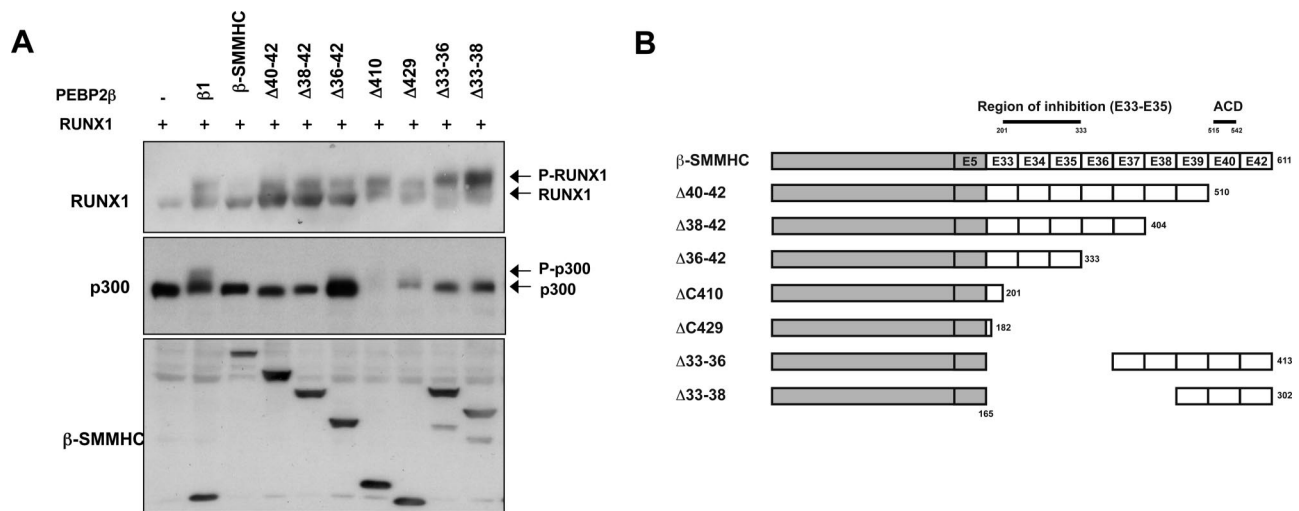 A
PEBP2β - β1 β-SMMHC Δ40-42 Δ38-42 Δ36-42 Δ410 Δ429 Δ33-36 Δ33-38
RUNX1 + + + + + + + + + +
RUNX1
P-RUNX1
RUNX1
p300
P-p300
p300
β-SMMHC
B
Region of inhibition (E33-E35) ACD
201 333 515 542
β-SMMHC E5 E33 E34 E35 E36 E37 E38 E39 E40 E42 611
Δ40-42 510
Δ38-42 404
Δ36-42 333
ΔC410 201
ΔC429 182
Δ33-36 413
Δ33-38 302
165